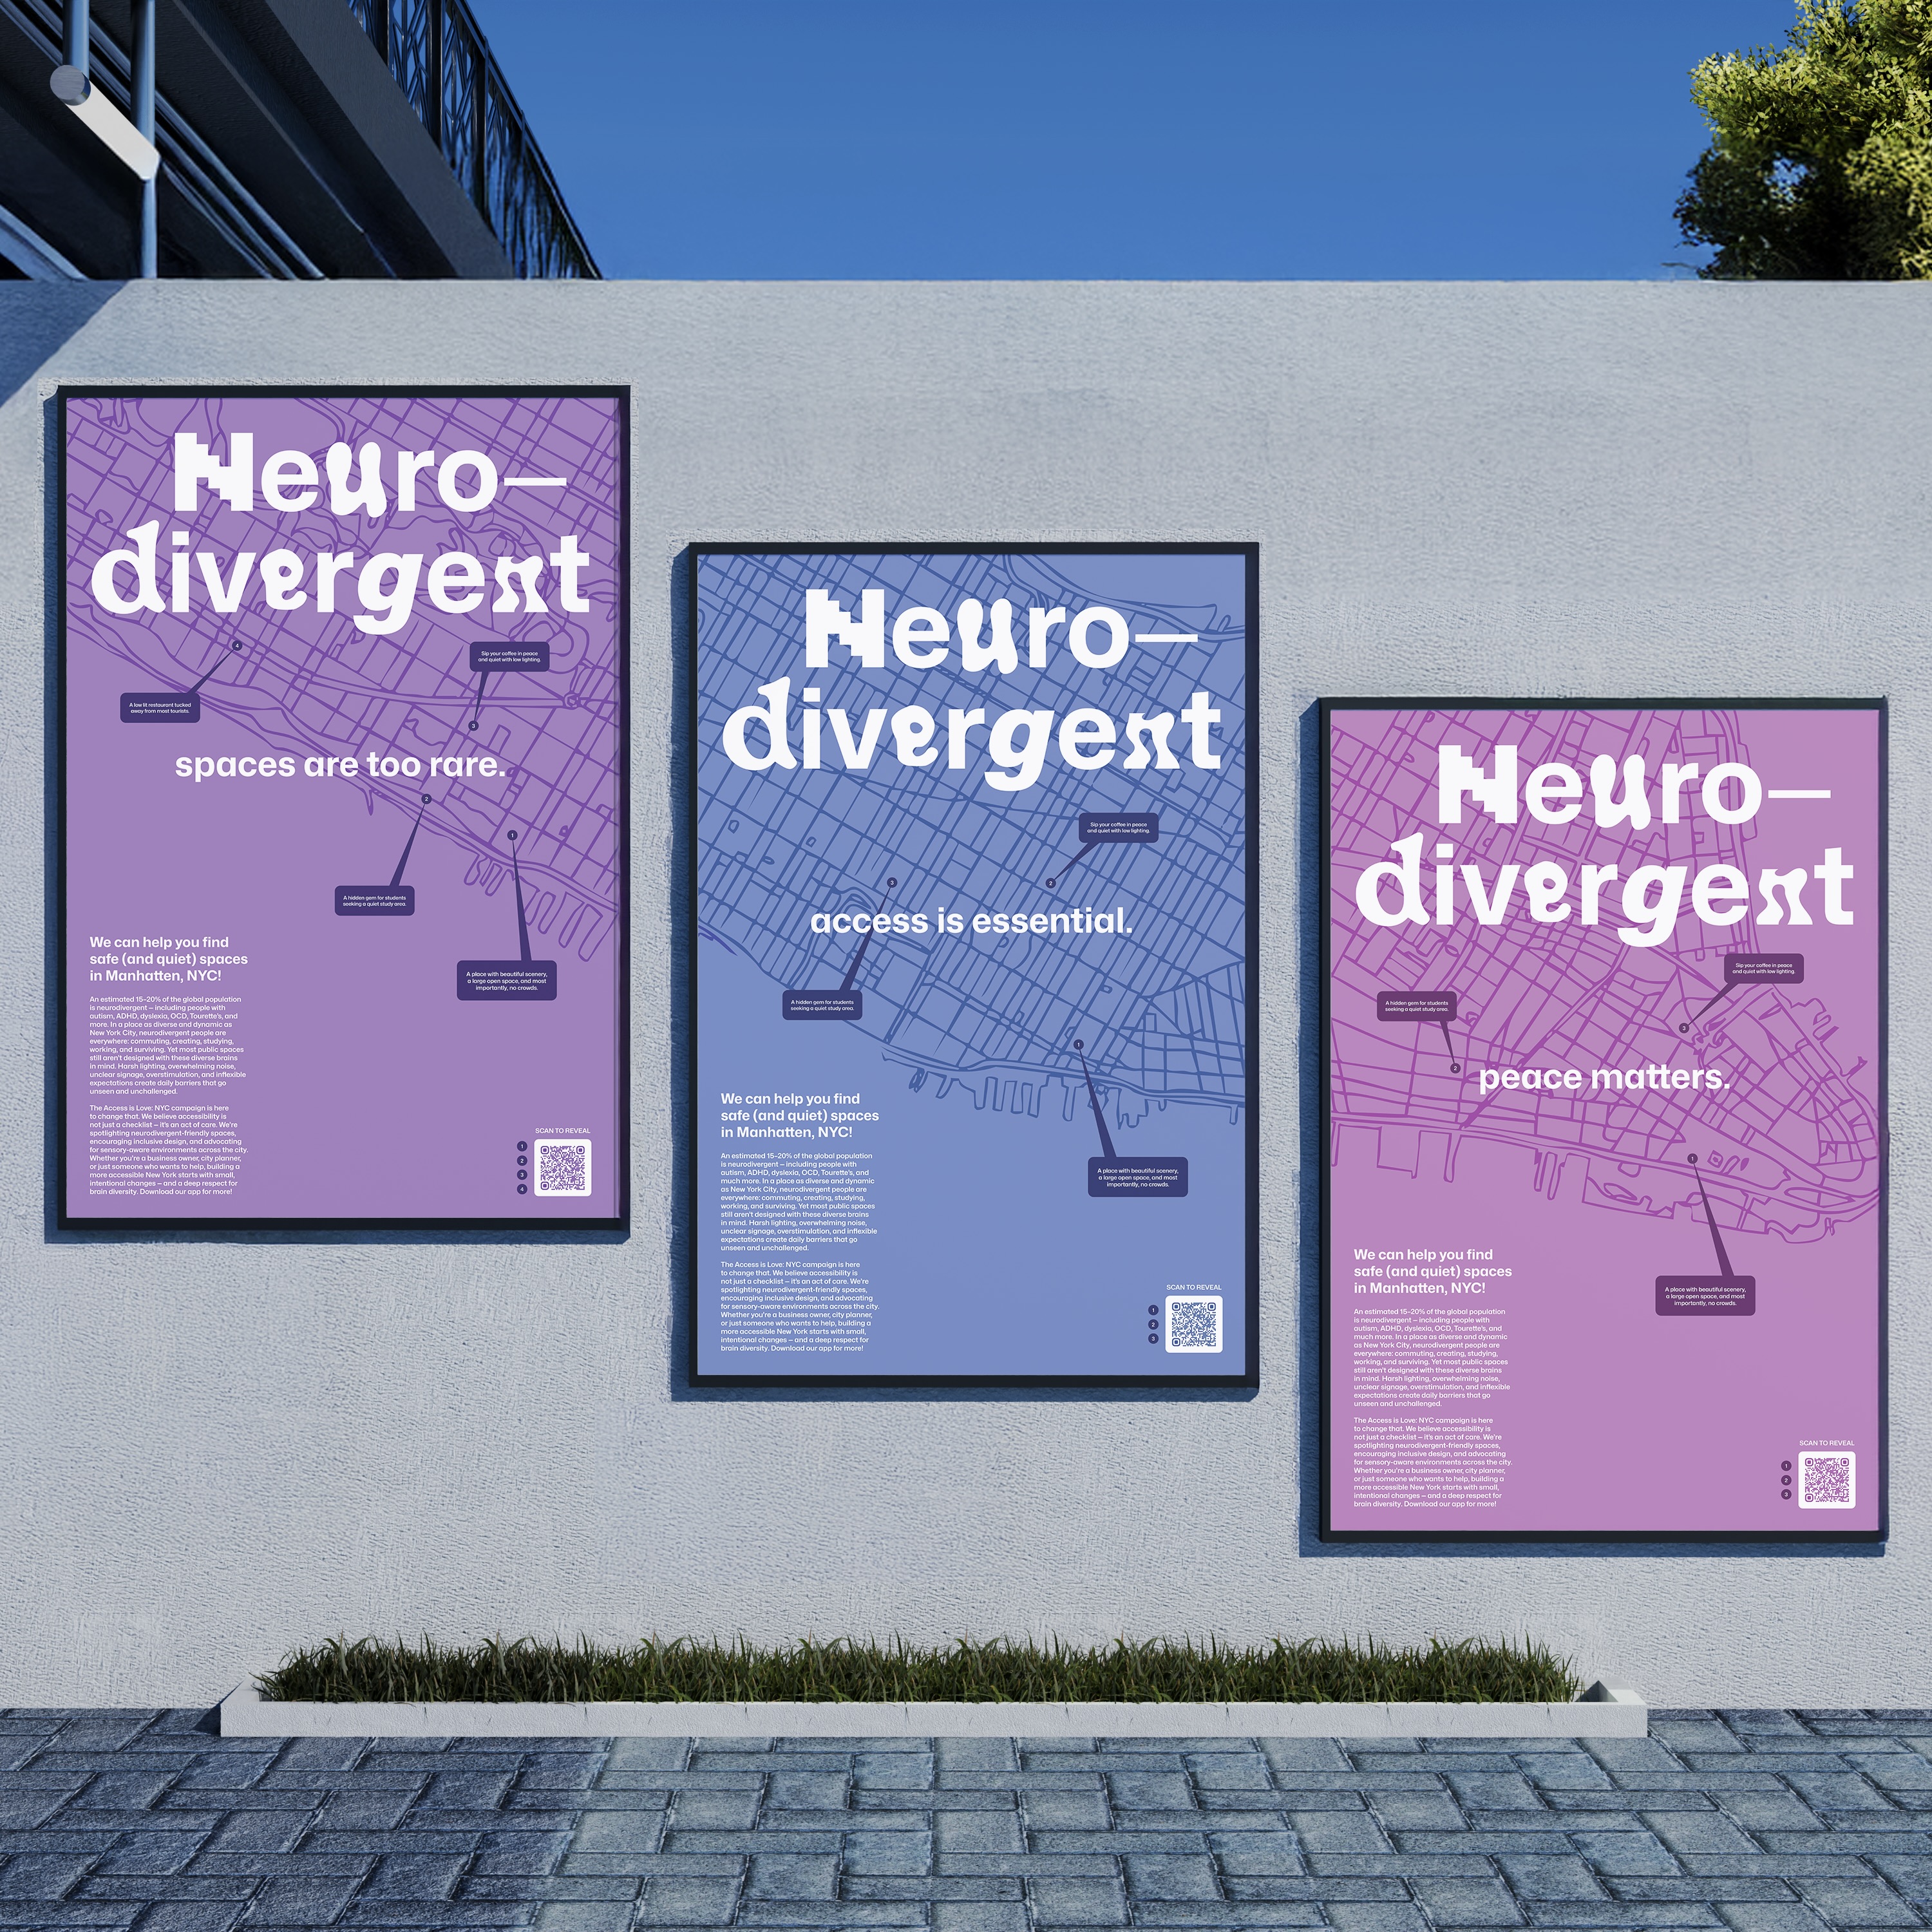 Neuro—
divergent
4
Sip your coffee in peace
and quiet with low lighting.
A low lit restaurant tucked
away from most tourists.
3
spaces are too rare.
2
1
A hidden gem for students
seeking a quiet study area.
A place with beautiful scenery,
a large open space, and most
importantly, no crowds.
We can help you find
safe (and quiet) spaces
in Manhatten, NYC!
An estimated 15–20% of the global population
is neurodivergent — including people with
autism, ADHD, dyslexia, OCD, Tourette's, and
more. In a place as diverse and dynamic as
New York City, neurodivergent people are
everywhere: commuting, creating, studying,
working, and surviving. Yet most public spaces
still aren't designed with these diverse brains
in mind. Harsh lighting, overwhelming noise,
unclear signage, overstimulation, and inflexible
expectations create daily barriers that go
unseen and unchallenged.
The Access is Love: NYC campaign is here
to change that. We believe accessibility is
not just a checklist — it's an act of care. We're
spotlighting neurodivergent-friendly spaces,
encouraging inclusive design, and advocating
for sensory-aware environments across the city.
Whether you're a business owner, city planner,
or just someone who wants to help, building a
more accessible New York starts with small,
intentional changes — and a deep respect for
brain diversity. Download our app for more!
SCAN TO REVEAL
1
2
3
4
Neuro—
divergent
Sip your coffee in peace
and quiet with low lighting.
3
2
access is essential.
A hidden gem for students
seeking a quiet study area.
1
A place with beautiful scenery,
a large open space, and most
importantly, no crowds.
We can help you find
safe (and quiet) spaces
in Manhatten, NYC!
An estimated 15–20% of the global population
is neurodivergent — including people with
autism, ADHD, dyslexia, OCD, Tourette's, and
much more. In a place as diverse and dynamic
as New York City, neurodivergent people are
everywhere: commuting, creating, studying,
working, and surviving. Yet most public spaces
still aren't designed with these diverse brains
in mind. Harsh lighting, overwhelming noise,
unclear signage, overstimulation, and inflexible
expectations create daily barriers that go
unseen and unchallenged.
The Access is Love: NYC campaign is here
to change that. We believe accessibility is
not just a checklist — it's an act of care. We're
spotlighting neurodivergent-friendly spaces,
encouraging inclusive design, and advocating
for sensory-aware environments across the city.
Whether you're a business owner, city planner,
or just someone who wants to help, building a
more accessible New York starts with small,
intentional changes — and a deep respect for
brain diversity. Download our app for more!
SCAN TO REVEAL
1
2
3
Neuro—
divergent
Sip your coffee in peace
and quiet with low lighting.
A hidden gem for students
seeking a quiet study area.
3
2
peace matters.
1
A place with beautiful scenery,
a large open space, and most
importantly, no crowds.
We can help you find
safe (and quiet) spaces
in Manhatten, NYC!
An estimated 15–20% of the global population
is neurodivergent — including people with
autism, ADHD, dyslexia, OCD, Tourette's, and
much more. In a place as diverse and dynamic
as New York City, neurodivergent people are
everywhere: commuting, creating, studying,
working, and surviving. Yet most public spaces
still aren't designed with these diverse brains
in mind. Harsh lighting, overwhelming noise,
unclear signage, overstimulation, and inflexible
expectations create daily barriers that go
unseen and unchallenged.
The Access is Love: NYC campaign is here
to change that. We believe accessibility is
not just a checklist — it's an act of care. We're
spotlighting neurodivergent-friendly spaces,
encouraging inclusive design, and advocating
for sensory-aware environments across the city.
Whether you're a business owner, city planner,
or just someone who wants to help, building a
more accessible New York starts with small,
intentional changes — and a deep respect for
brain diversity. Download our app for more!
SCAN TO REVEAL
1
2
3